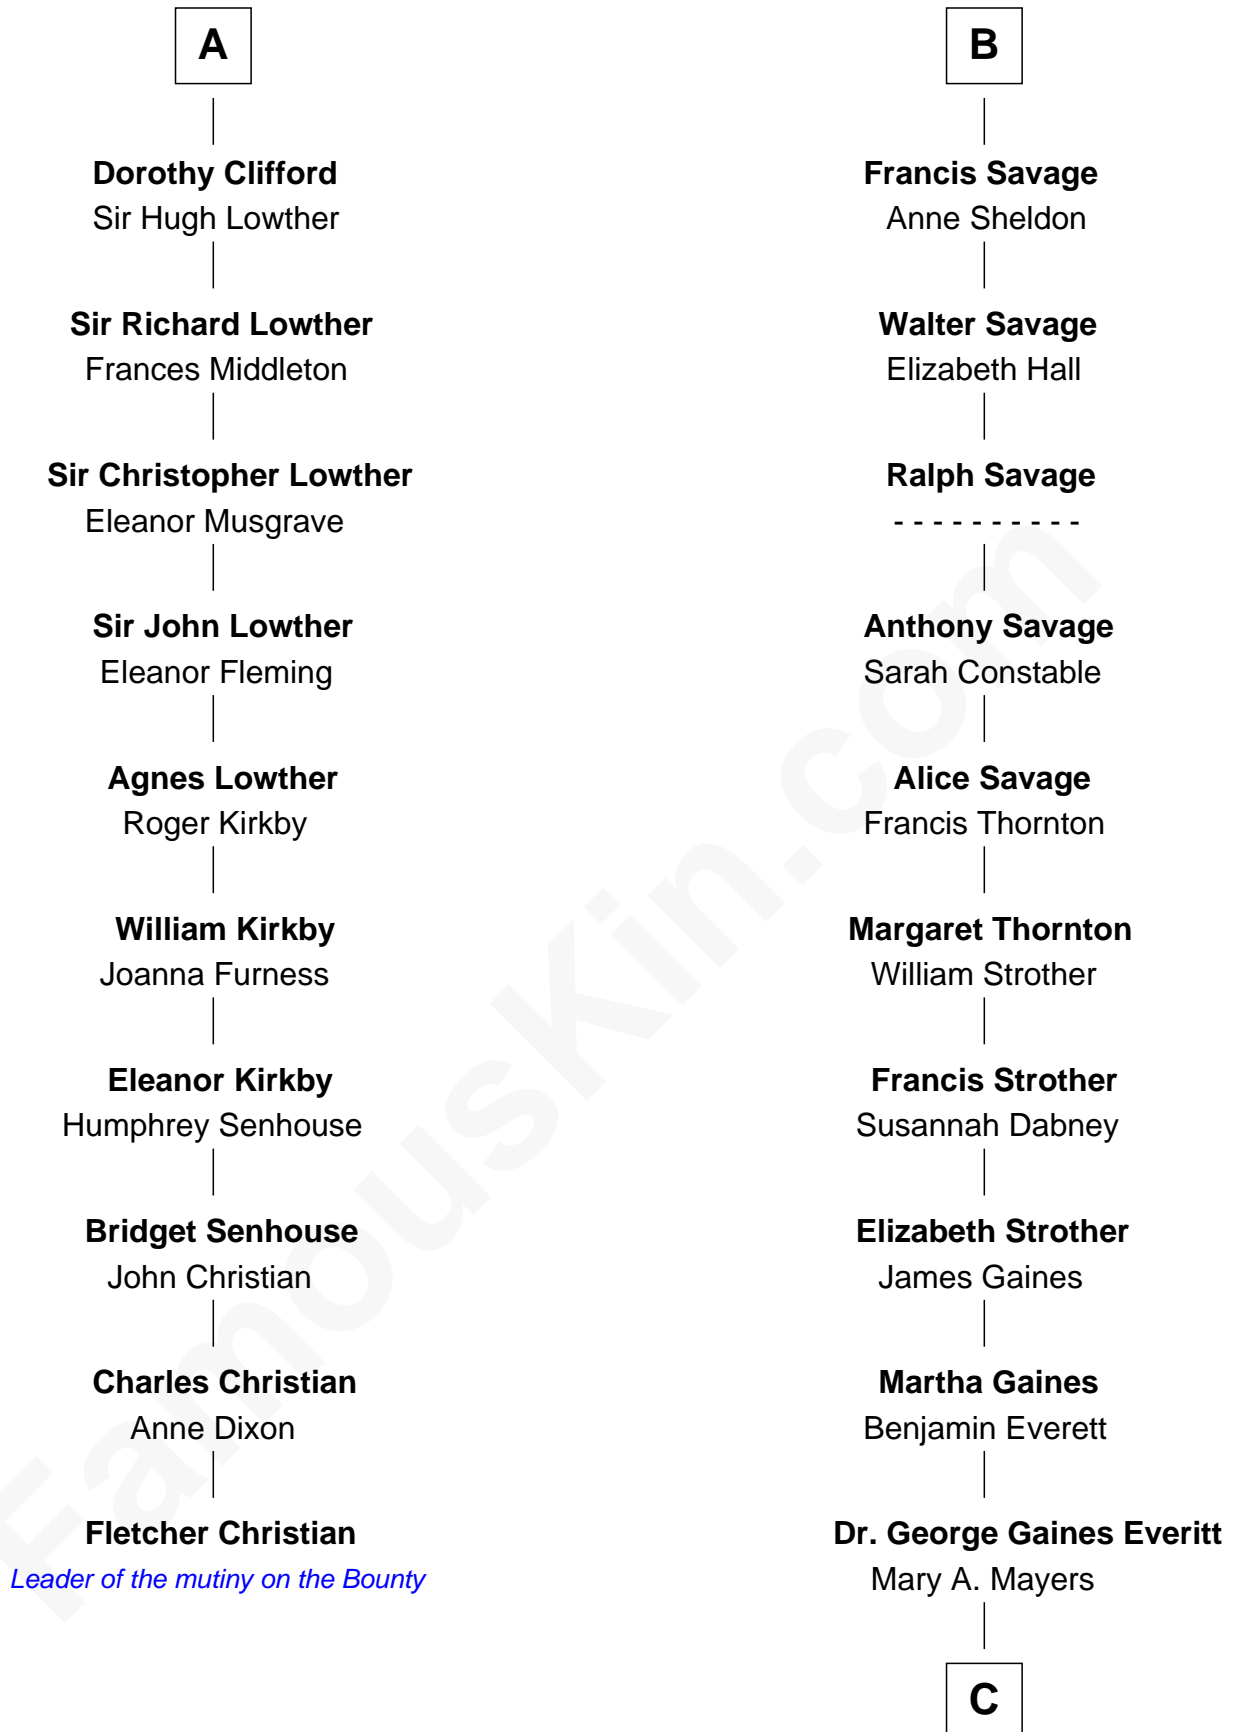 A
Dorothy Clifford
Sir Hugh Lowther
Sir Richard Lowther
Frances Middleton
Sir Christopher Lowther
Eleanor Musgrave
Sir John Lowther
Eleanor Fleming
Agnes Lowther
Roger Kirkby
William Kirkby
Joanna Furness
Eleanor Kirkby
Humphrey Senhouse
Bridget Senhouse
John Christian
Charles Christian
Anne Dixon
Fletcher Christian
Leader of the mutiny on the Bounty
B
Francis Savage
Anne Sheldon
Walter Savage
Elizabeth Hall
Ralph Savage
- - - - - - - - - -
Anthony Savage
Sarah Constable
Alice Savage
Francis Thornton
Margaret Thornton
William Strother
Francis Strother
Susannah Dabney
Elizabeth Strother
James Gaines
Martha Gaines
Benjamin Everett
Dr. George Gaines Everitt
Mary A. Mayers
C
FamousKin.com